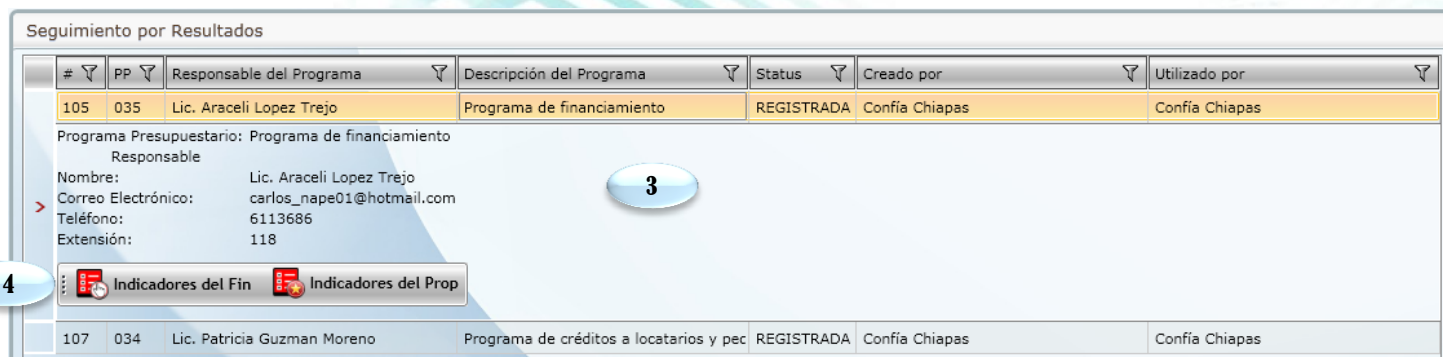 Seguimiento por Resultados
# PP Responsable del Programa Descripción del Programa Status Creado por Utilizado por
105 035 Lic. Araceli Lopez Trejo Programa de financiamiento REGISTRADA Confía Chiapas Confía Chiapas
Programa Presupuestario: Programa de financiamiento
Responsable
Nombre: Lic. Araceli Lopez Trejo
3
Correo Electrónico: carlos_nape01@hotmail.com
Teléfono: 6113686
Extensión: 118
4 Indicadores del Fin Indicadores del Prop
107 034 Lic. Patricia Guzman Moreno Programa de créditos a locatarios y pec REGISTRADA Confía Chiapas Confía Chiapas